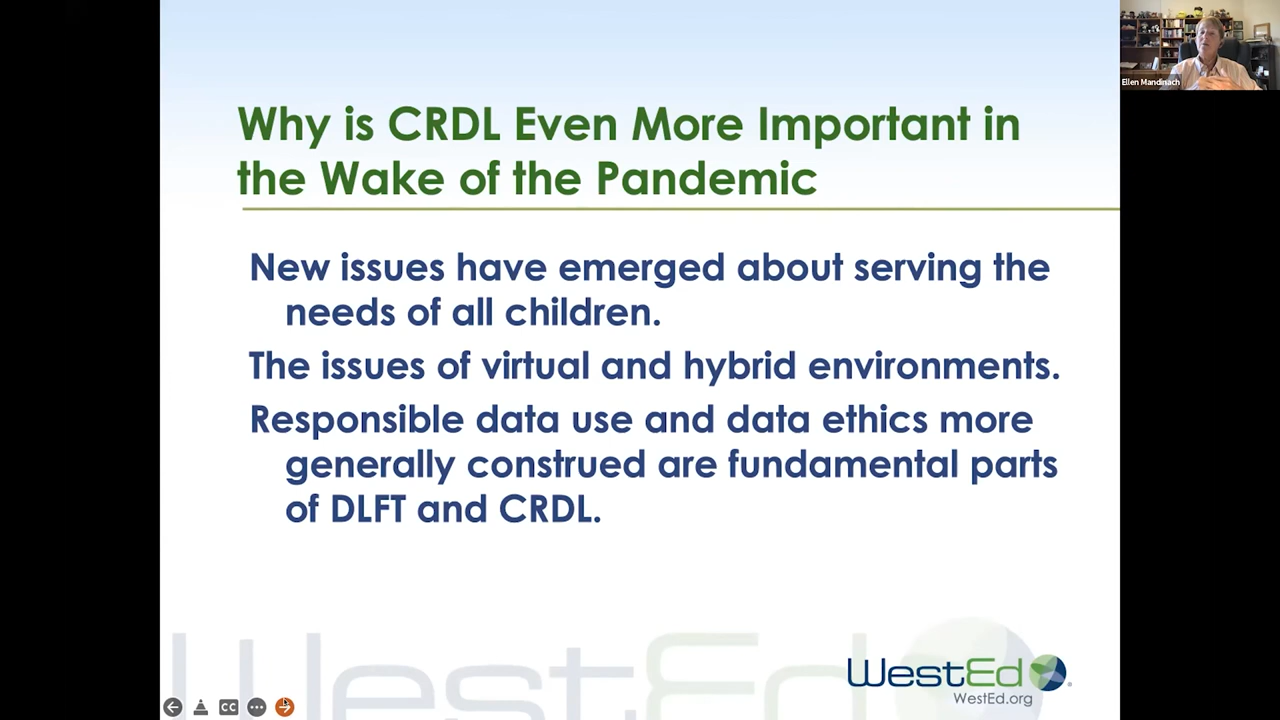 Why is CRDL Even More Important in
the Wake of the Pandemic
New issues have emerged about serving the
needs of all children.
The issues of virtual and hybrid environments.
Responsible data use and data ethics more
generally construed are fundamental parts
of DLFT and CRDL.
WestEd
WestEd
WestEd.org
CC
Ellen Mandinach